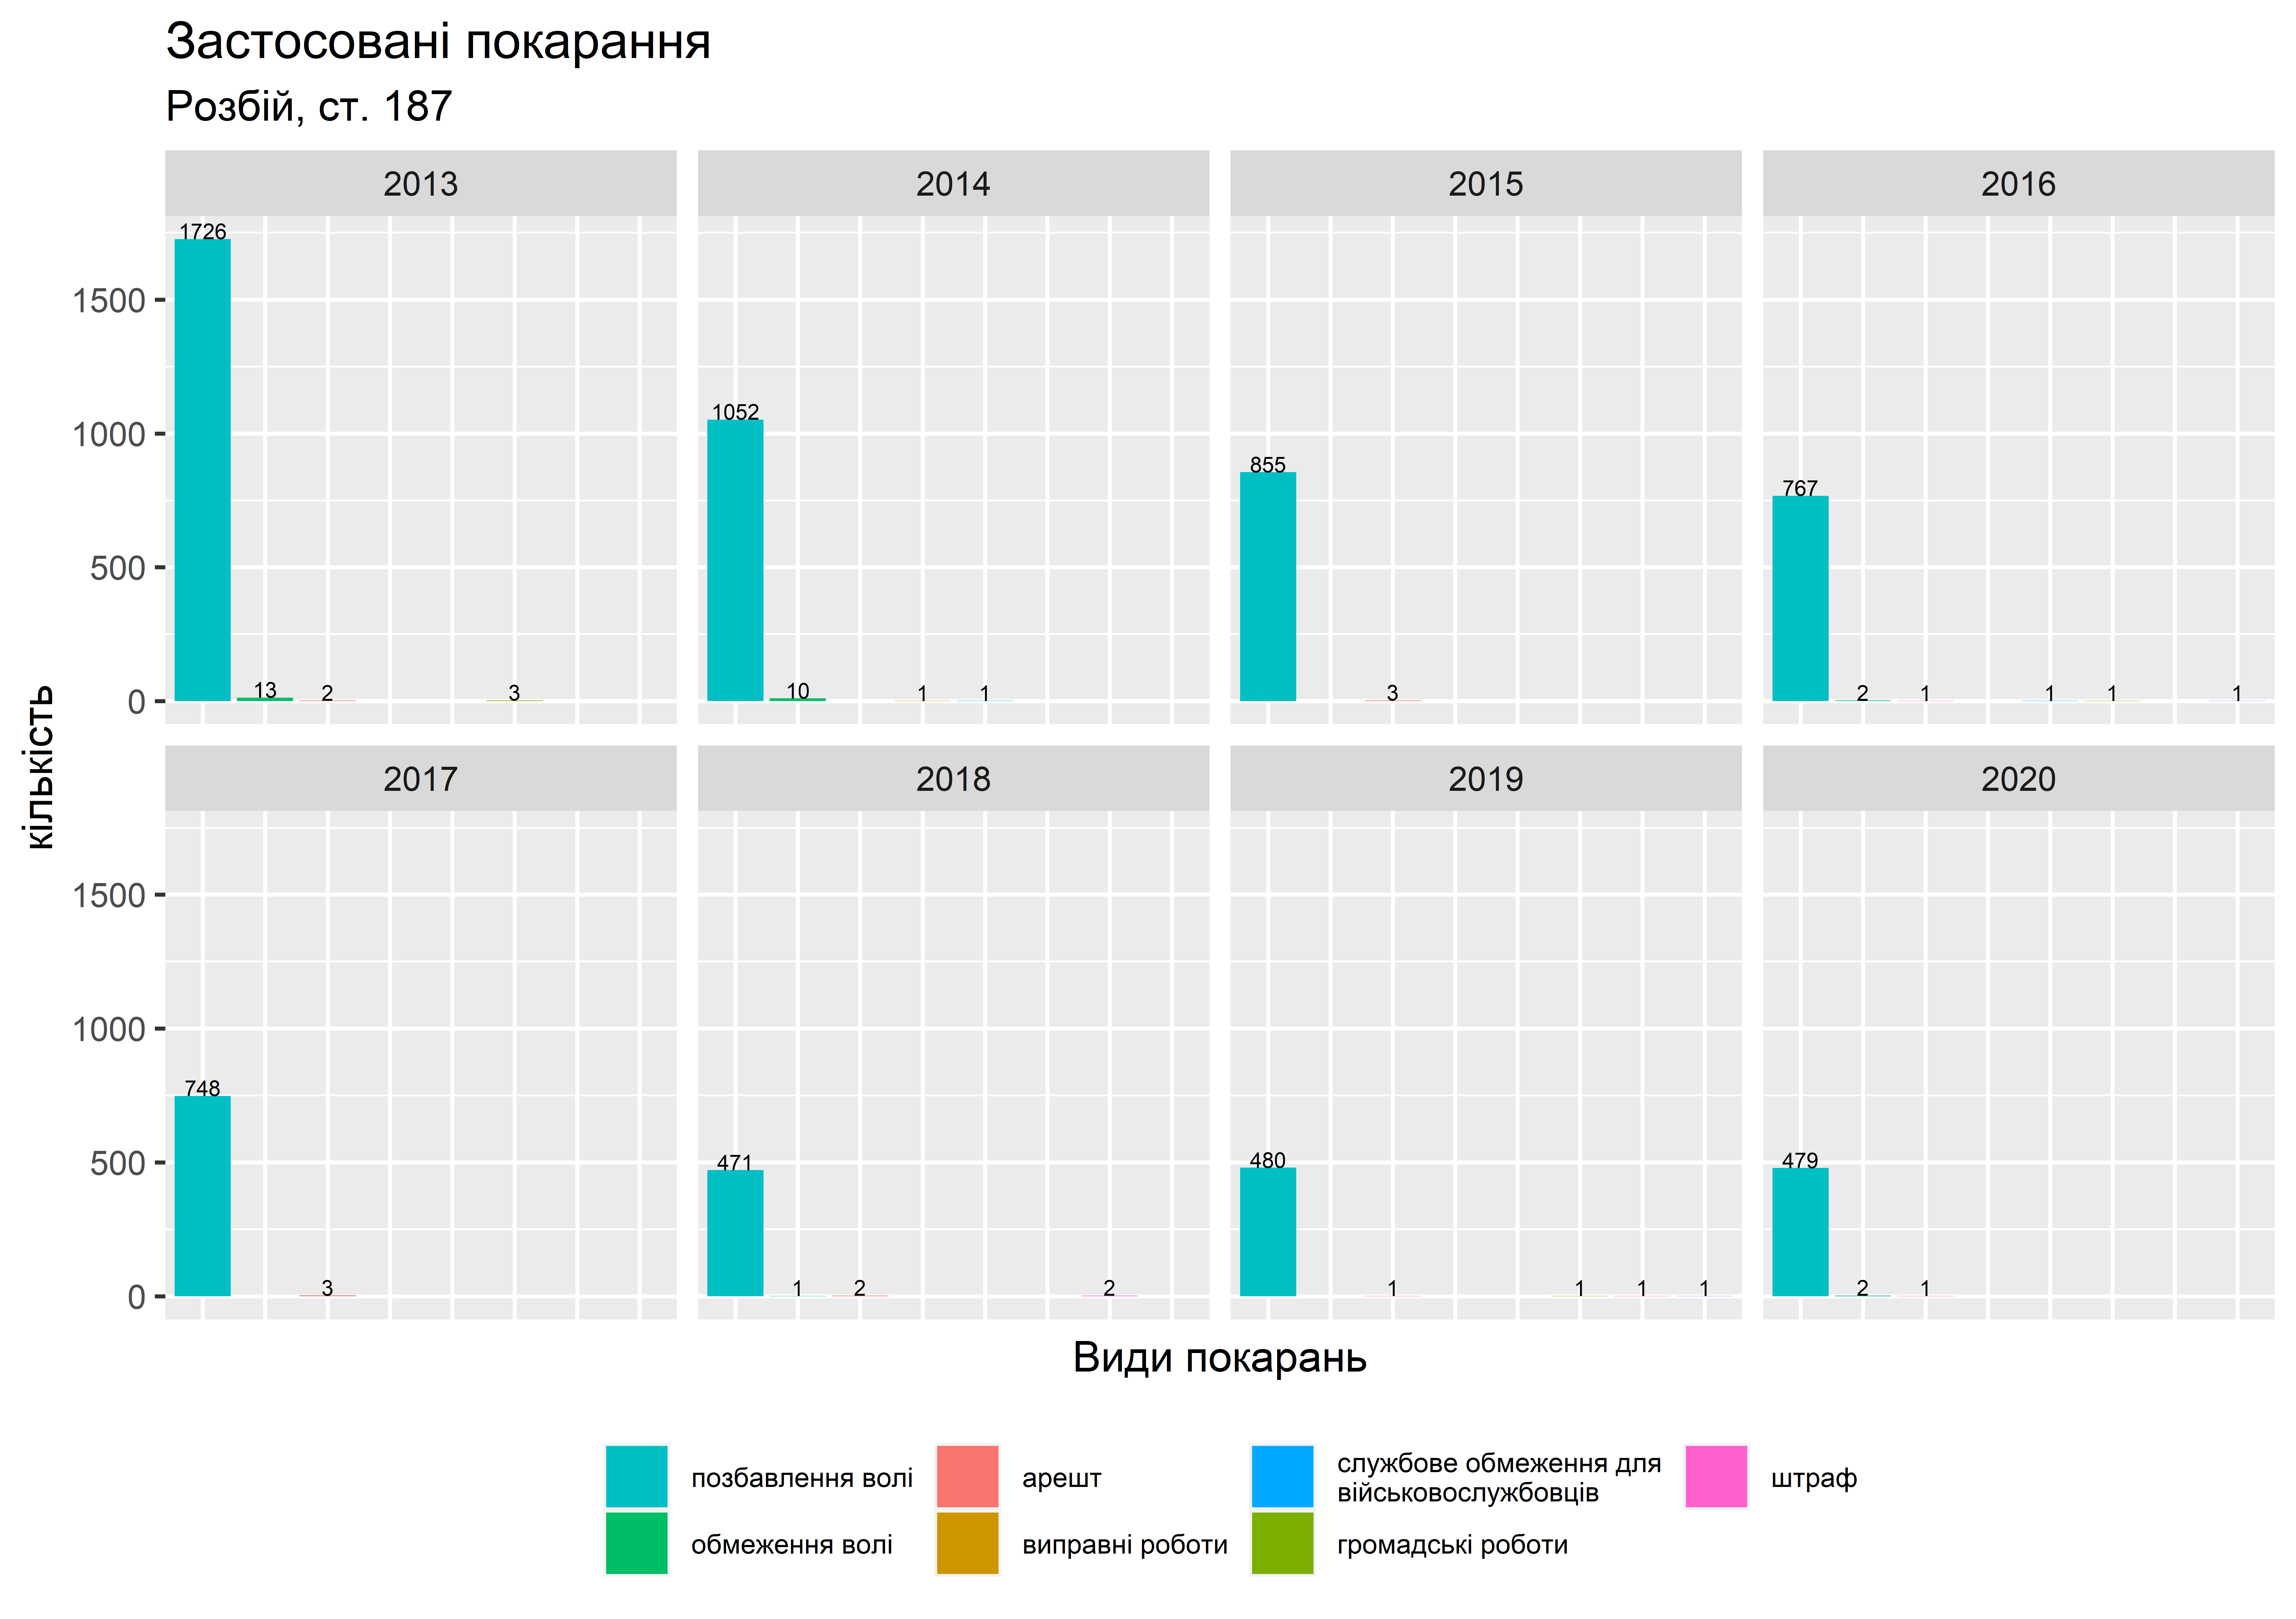 Застосовані покарання
Розбій, ст. 187
2013 2014 2015 2016
1726
13
2
3
1052
10
1
1
855
3
767
2
1
1
1
1
1500
1000
500
0
кількість
2017 2018 2019 2020
748
3
471
1
2
2
480
1
1
1
1
479
2
1
1500
1000
500
0
Види покарань
позбавлення волі
обмеження волі
арешт
виправні роботи
службове обмеження для
військовослужбовців
громадські роботи
штраф